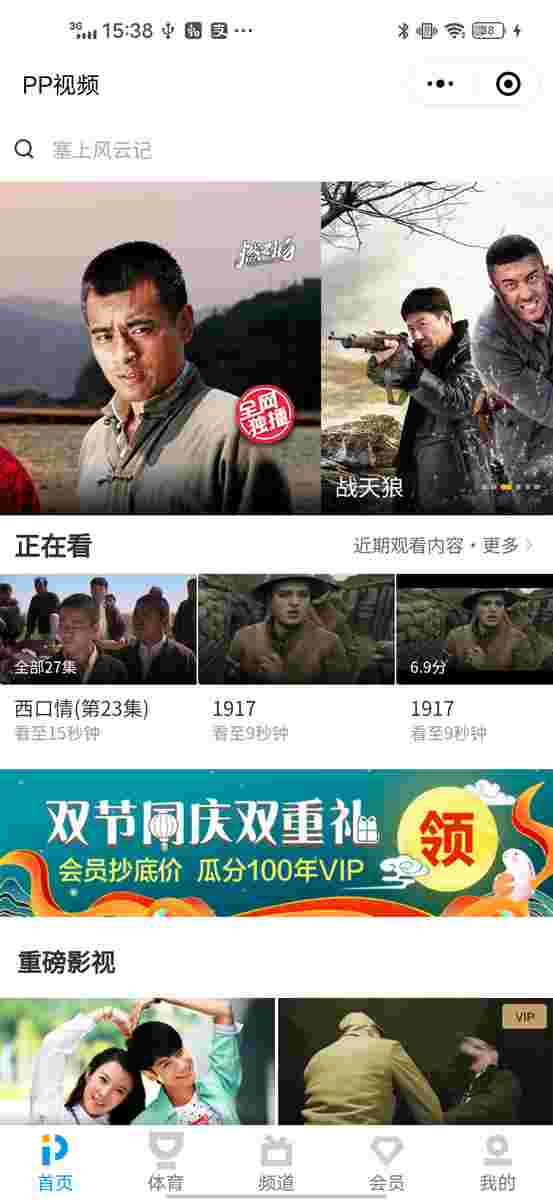 3G 15:38
PP视频
塞上风云记
全网
独播
战天狼
正在看
近期观看内容·更多
全部27集
6.9分
西口情(第23集)
1917
1917
看至15秒钟
看至9秒钟
看至9秒钟
双节同庆双重礼
领
会员抄底价 瓜分100年VIP
重磅影视
VIP
首页
体育
频道
会员
我的